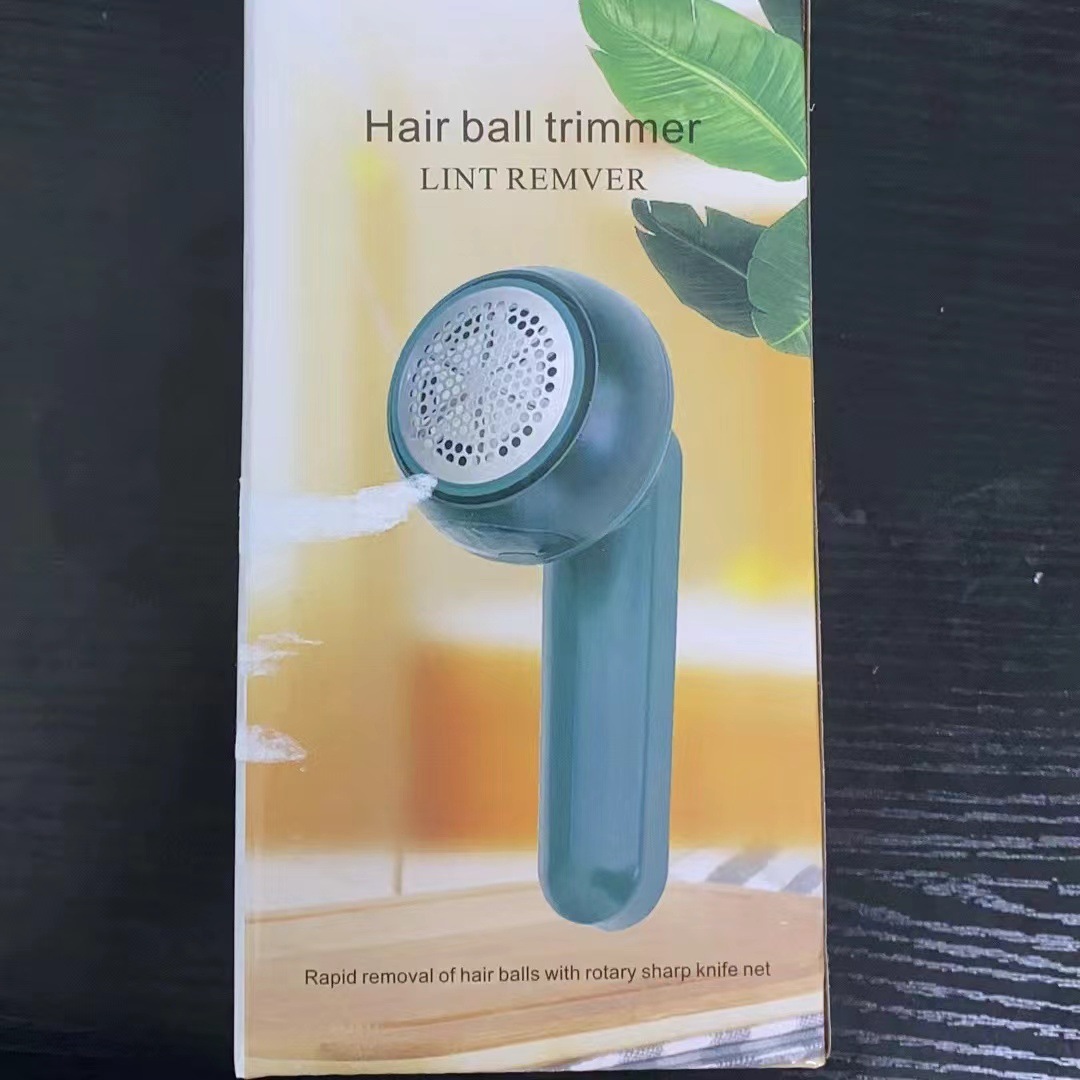 Hair ball trimmer
LINT REMVER
Rapid removal of hair balls with rotary sharp knife net